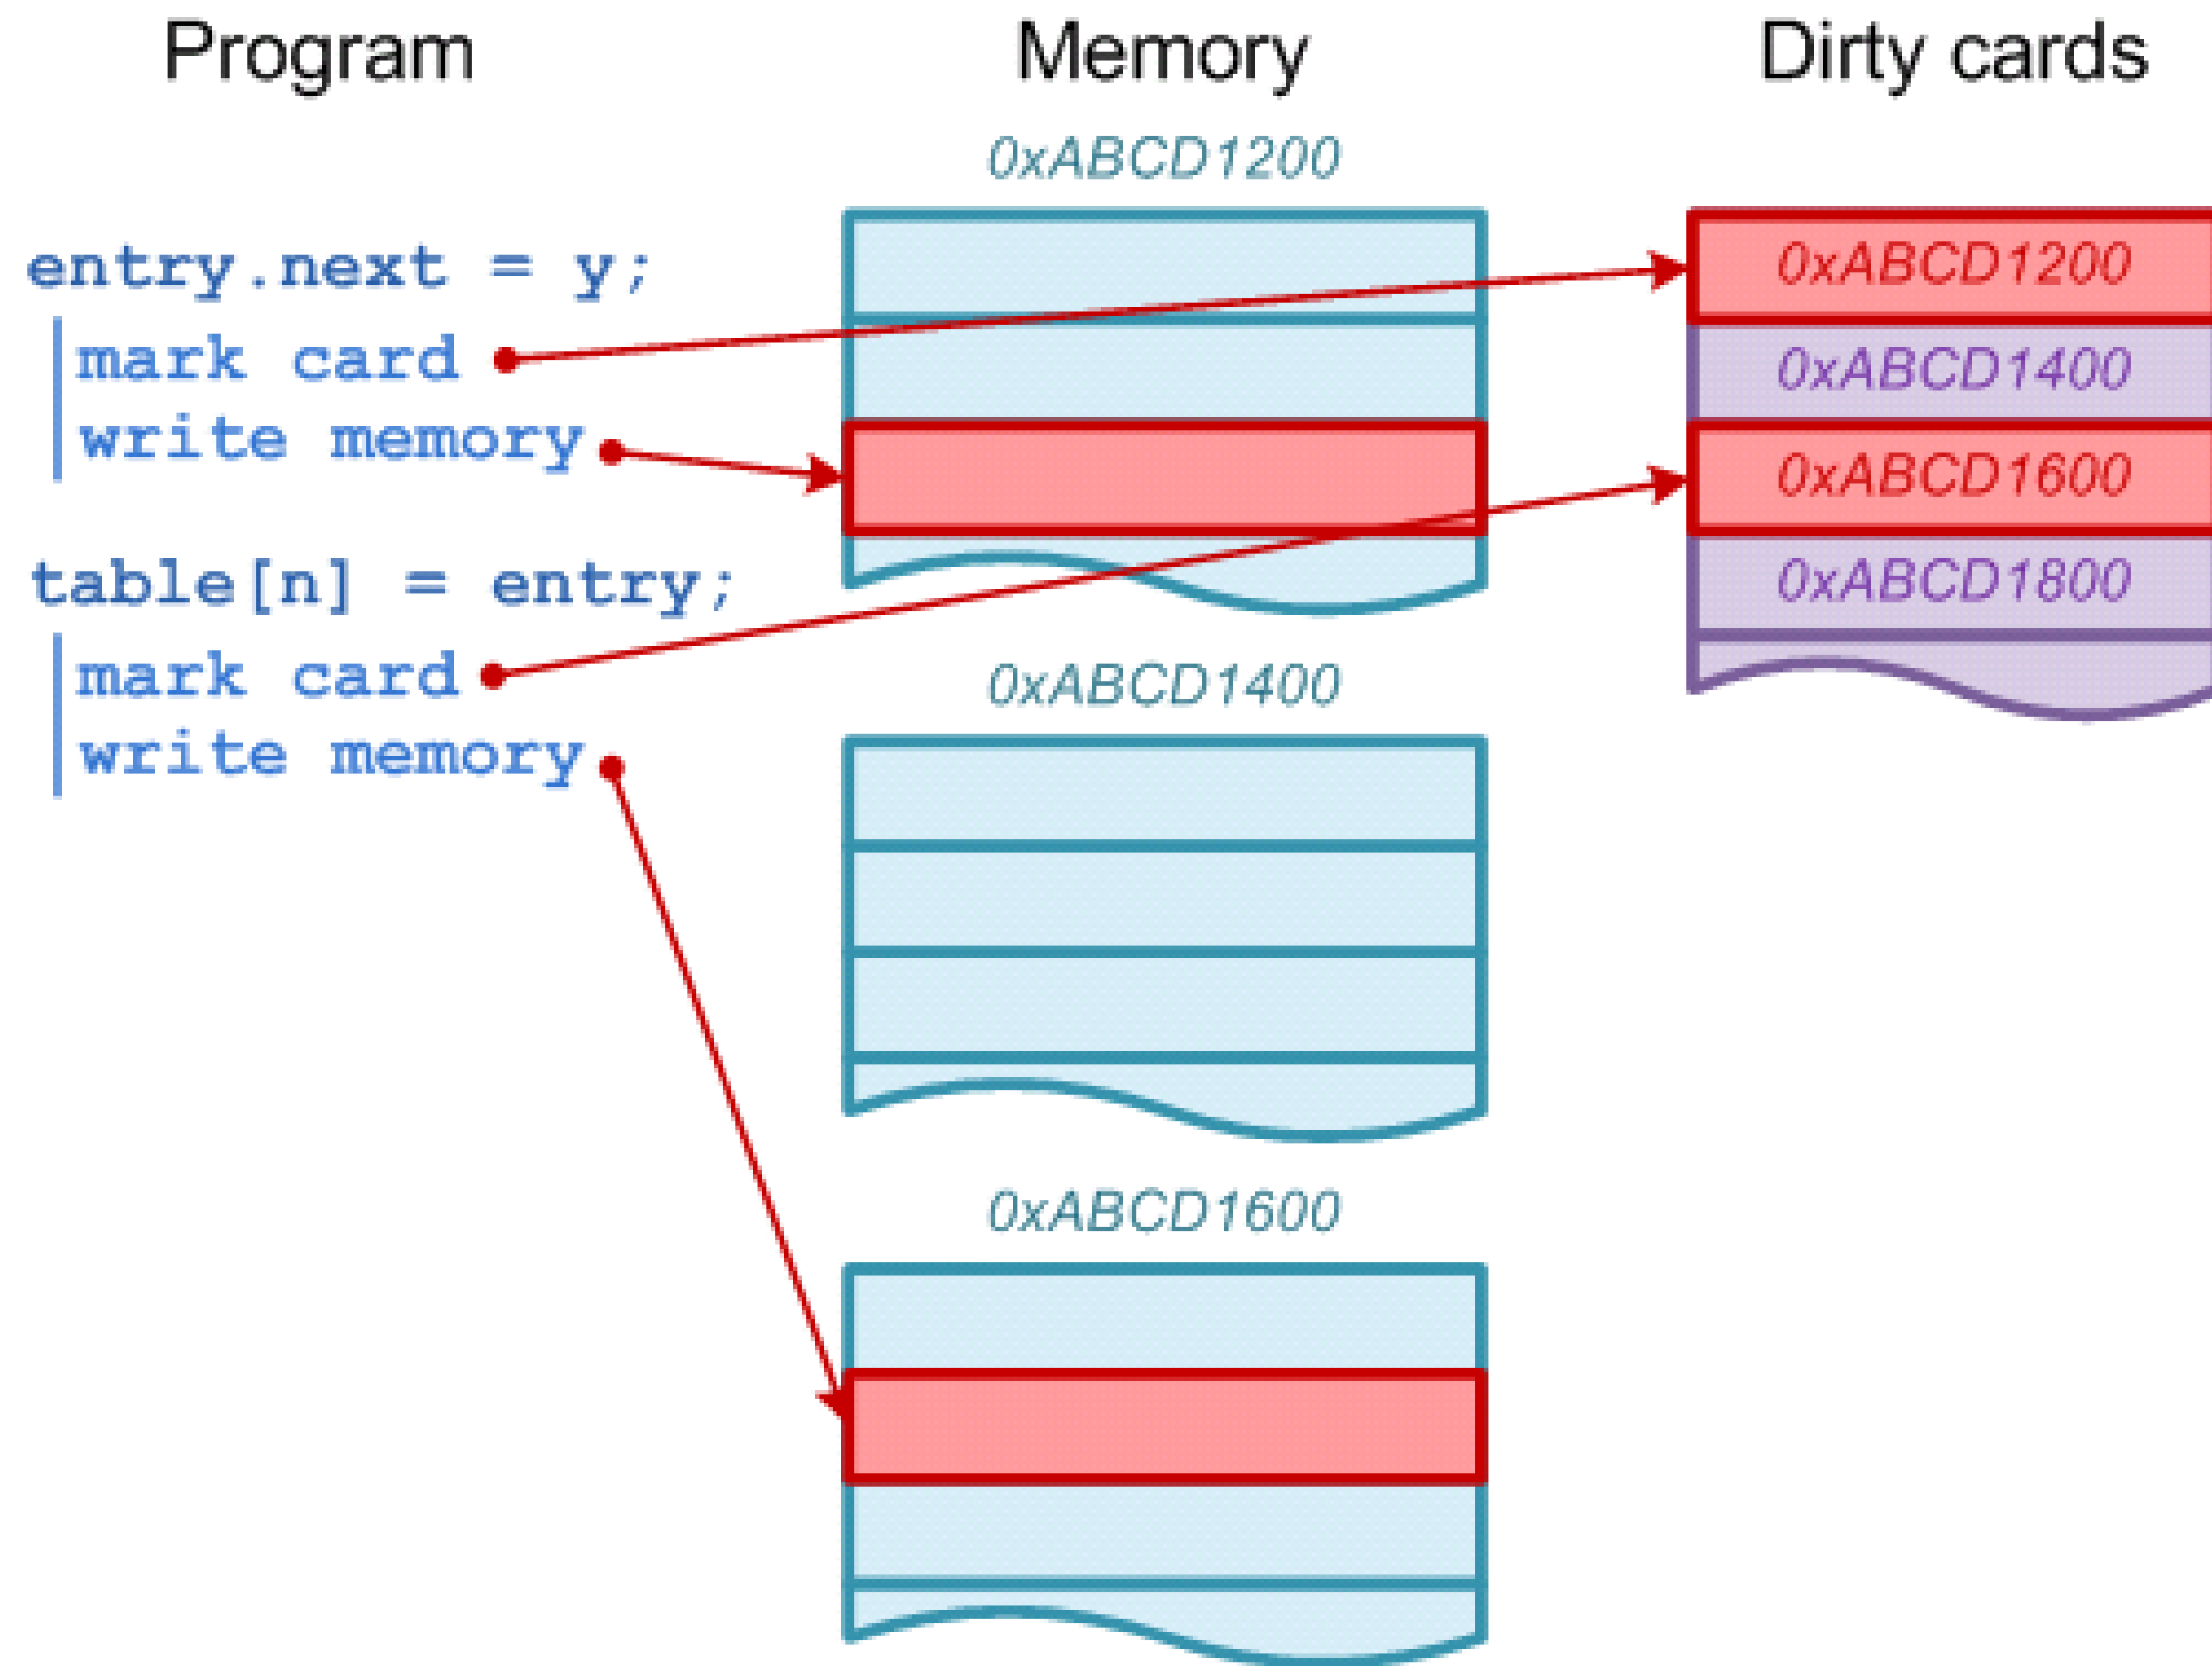 Program
Memory
Dirty cards
entry.next = y;
mark card
write memory
table[n] = entry;
mark card
write memory
0xABCD1200
0xABCD1400
0xABCD1600
0xABCD1200
0xABCD1400
0xABCD1600
0xABCD1800